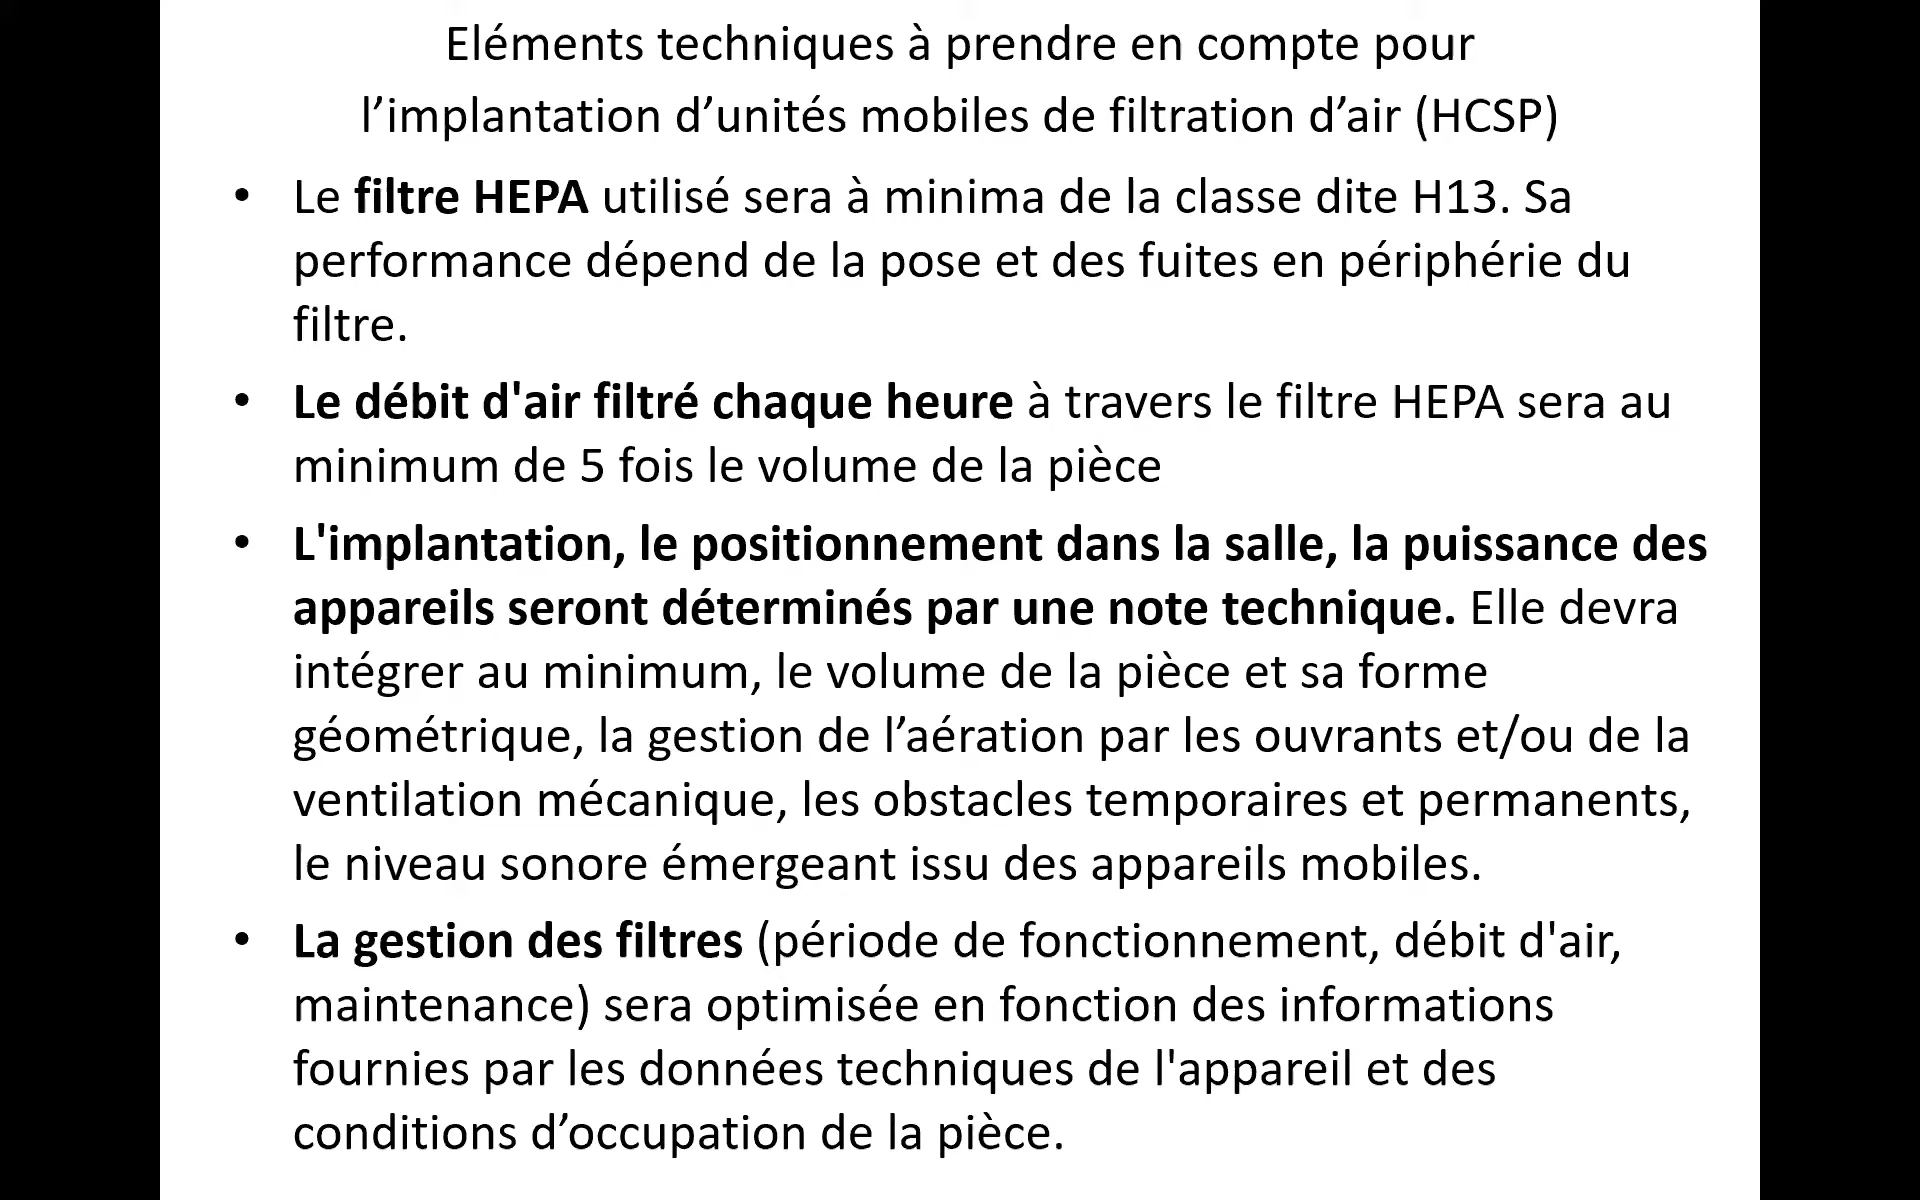 Eléments techniques à prendre en compte pour
l’implantation d’unités mobiles de filtration d’air (HCSP)
• Le filtre HEPA utilisé sera à minima de la classe dite H13. Sa
performance dépend de la pose et des fuites en périphérie du
filtre.
• Le débit d'air filtré chaque heure à travers le filtre HEPA sera au
minimum de 5 fois le volume de la pièce
• L'implantation, le positionnement dans la salle, la puissance des
appareils seront déterminés par une note technique. Elle devra
intégrer au minimum, le volume de la pièce et sa forme
géométrique, la gestion de l’aération par les ouvrants et/ou de la
ventilation mécanique, les obstacles temporaires et permanents,
le niveau sonore émergeant issu des appareils mobiles.
• La gestion des filtres (période de fonctionnement, débit d'air,
maintenance) sera optimisée en fonction des informations
fournies par les données techniques de l'appareil et des
conditions d’occupation de la pièce.